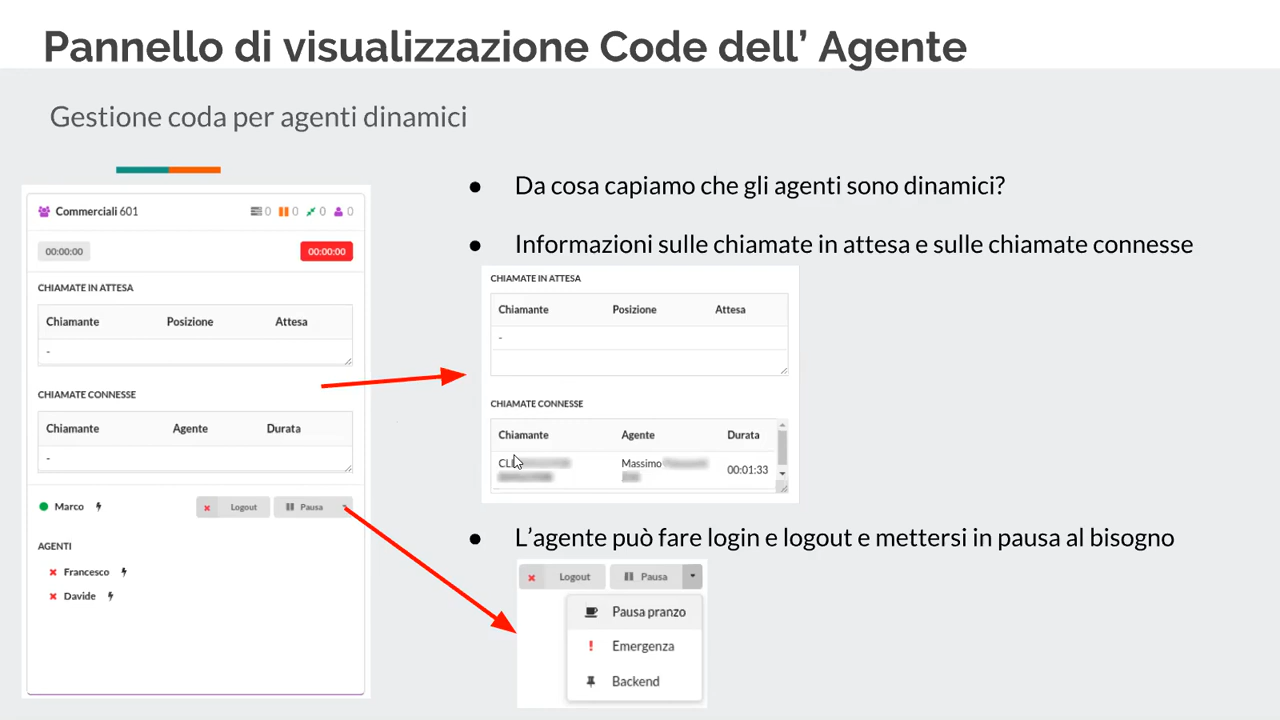 Pannello di visualizzazione Code dell’ Agente
Gestione coda per agenti dinamici
Commerciali 601
0 0 0 0
00:00:00 00:00:00
CHIAMATE IN ATTESA
Chiamante Posizione Attesa
-
CHIAMATE CONNESSE
Chiamante Agente Durata
-
Marco Logout Pausa
AGENTI
Francesco
Davide
● Da cosa capiamo che gli agenti sono dinamici?
● Informazioni sulle chiamate in attesa e sulle chiamate connesse
CHIAMATE IN ATTESA
Chiamante Posizione Attesa
-
CHIAMATE CONNESSE
Chiamante Agente Durata
Massimo 00:01:33
● L’agente può fare login e logout e mettersi in pausa al bisogno
Logout Pausa
Pausa pranzo
Emergenza
Backend